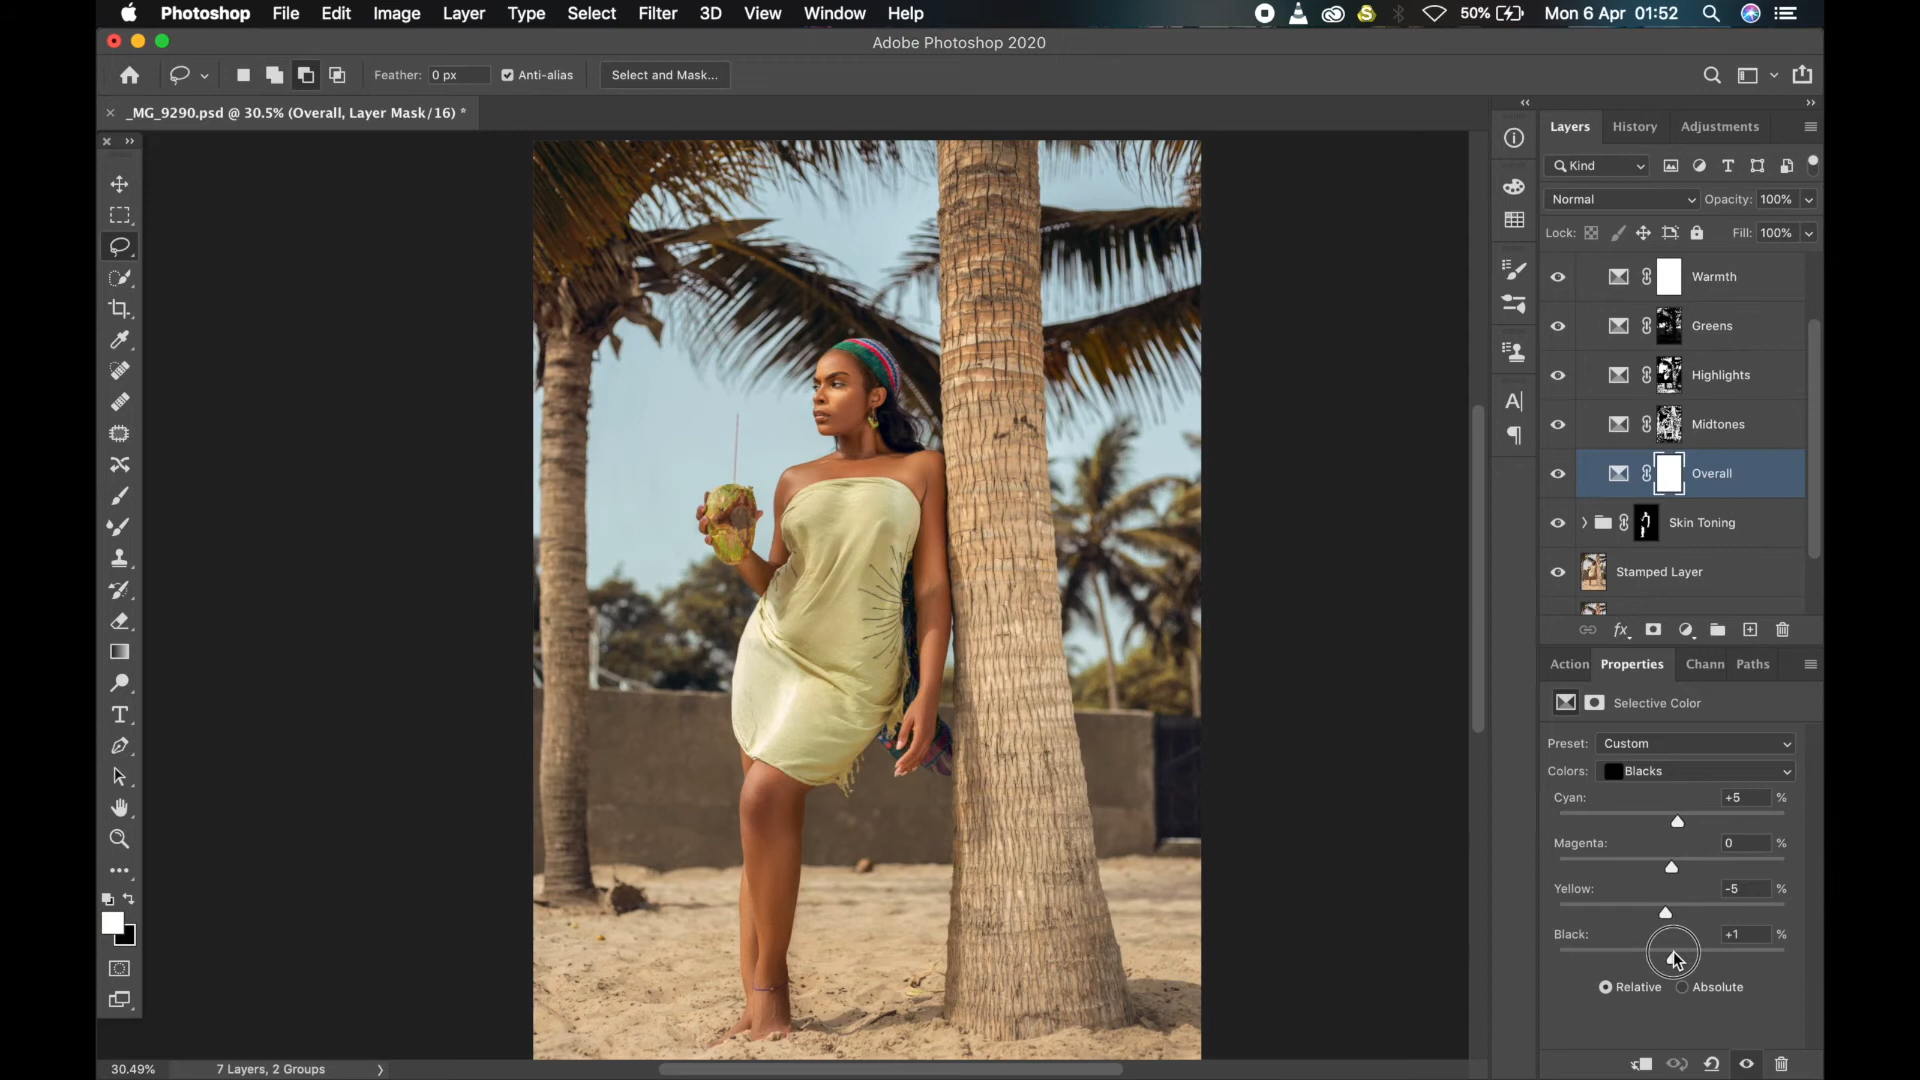 Photoshop File Edit Image Layer Type Select Filter 3D View Window Help 50% Mon 6 Apr 01:52
Adobe Photoshop 2020
Feather: 0 px Anti-alias Select and Mask...
_MG_9290.psd @ 30.5% (Overall, Layer Mask/16) *
Layers History Adjustments
Kind
Normal Opacity: 100%
Lock: Fill: 100%
Warmth
Greens
Highlights
Midtones
Overall
Skin Toning
Stamped Layer
Action Properties Chann Paths
Selective Color
Preset: Custom
Colors: Blacks
Cyan: +5 %
Magenta: 0 %
Yellow: -5 %
Black: +1 %
Relative Absolute
30.49% 7 Layers, 2 Groups